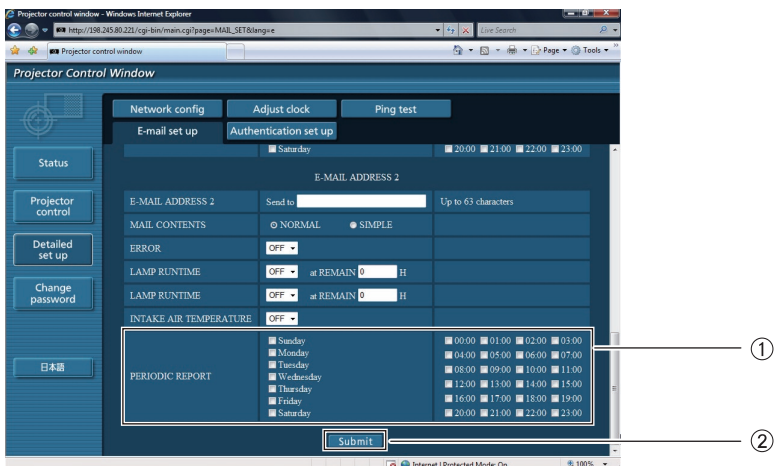 Projector control window - Windows Internet Explorer
http://198.245.80.221/cgi-bin/main.cgi?page=MAIL_SET&lang=e Live Search
Projector control window Page Tools
Projector Control Window
Network config Adjust clock Ping test
E-mail set up Authentication set up
Saturday 20:00 21:00 22:00 23:00
Status
E-MAIL ADDRESS 2
Projector control
E-MAIL ADDRESS 2 Send to Up to 63 characters
MAIL CONTENTS NORMAL SIMPLE
Detailed set up
ERROR OFF
LAMP RUNTIME OFF at REMAIN 0 H
Change password
LAMP RUNTIME OFF at REMAIN 0 H
INTAKE AIR TEMPERATURE OFF
日本語
PERIODIC REPORT
Sunday 00:00 01:00 02:00 03:00
Monday 04:00 05:00 06:00 07:00
Tuesday 08:00 09:00 10:00 11:00
Wednesday 12:00 13:00 14:00 15:00
Thursday 16:00 17:00 18:00 19:00
Friday 20:00 21:00 22:00 23:00
Saturday
①
Submit
②
Internet | Protected Mode: On 100%